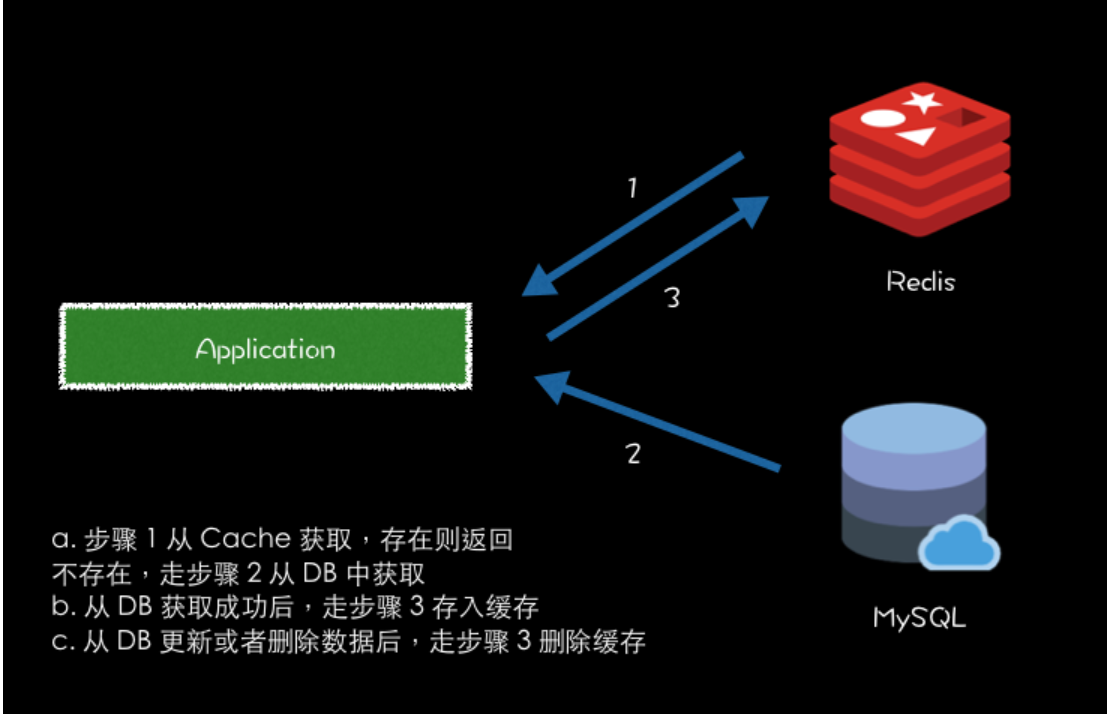 1
3
Redis
Application
2
a. 步骤 1 从 Cache 获取，存在则返回
不存在，走步骤 2 从 DB 中获取
b. 从 DB 获取成功后，走步骤 3 存入缓存
c. 从 DB 更新或者删除数据后，走步骤 3 删除缓存
MySQL